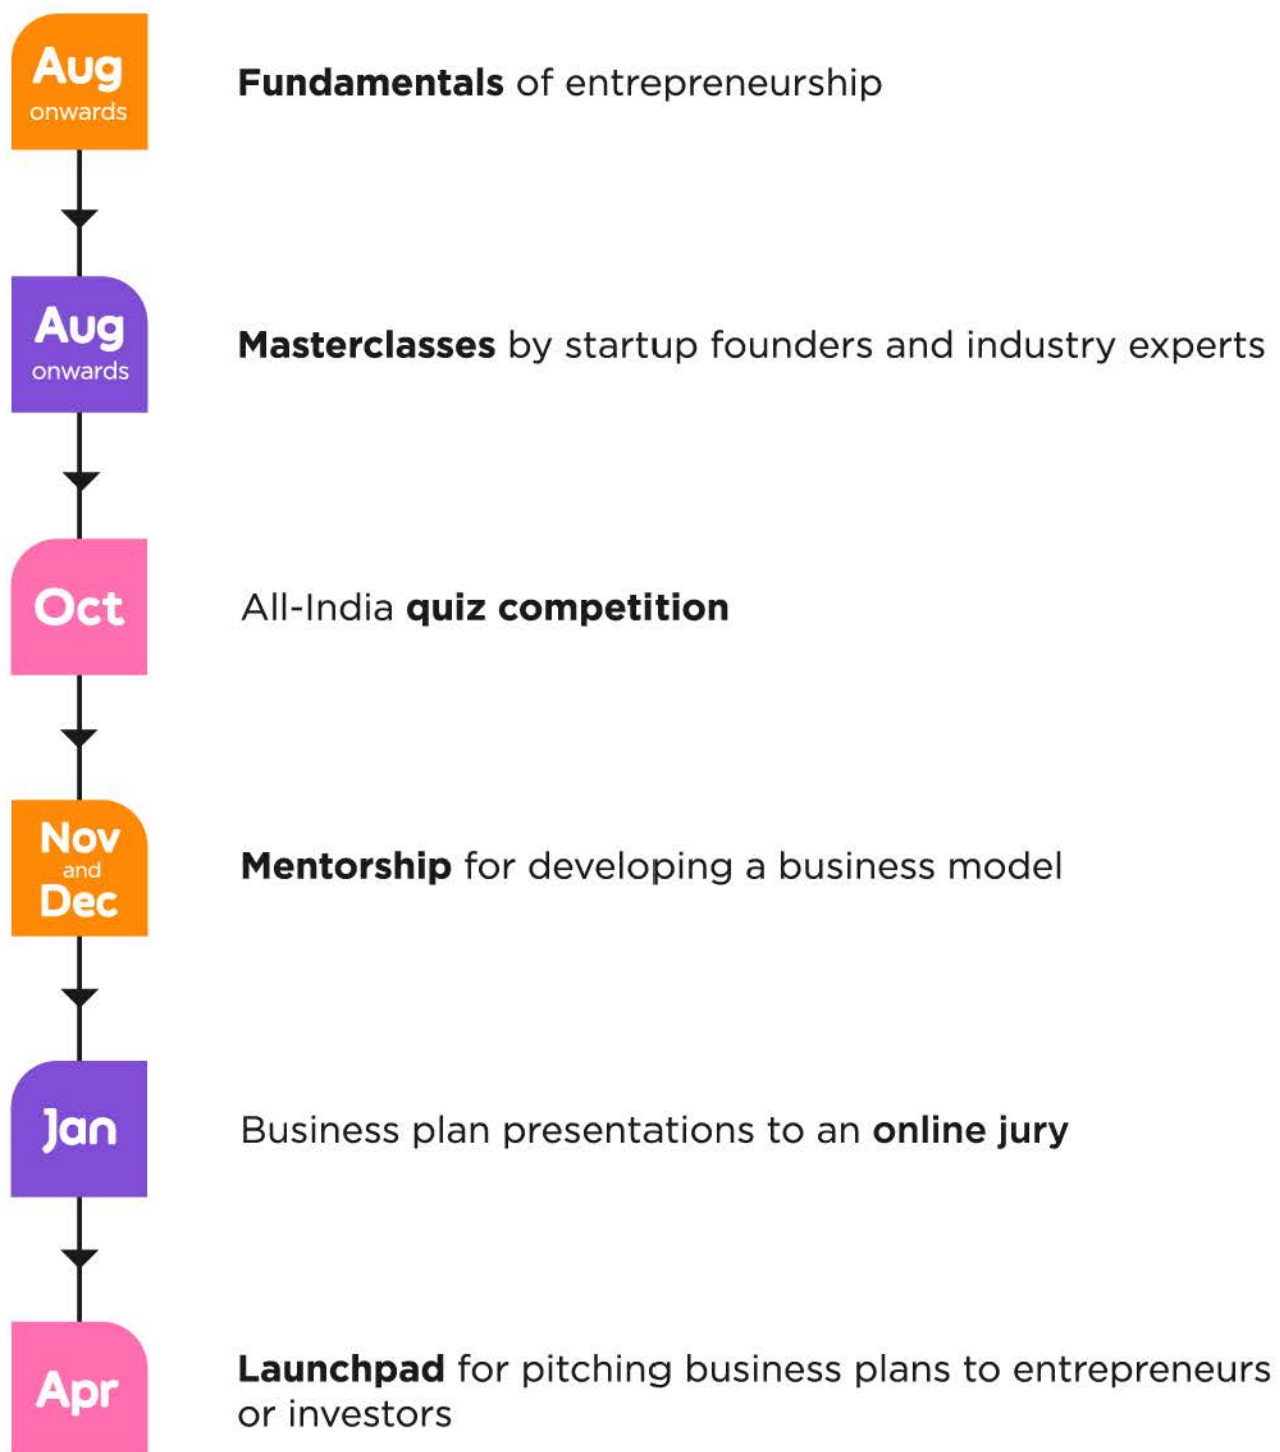 Aug
onwards
Fundamentals of entrepreneurship
Aug
onwards
Masterclasses by startup founders and industry experts
Oct
All-India quiz competition
Nov
and
Dec
Mentorship for developing a business model
Jan
Business plan presentations to an online jury
Apr
Launchpad for pitching business plans to entrepreneurs
or investors